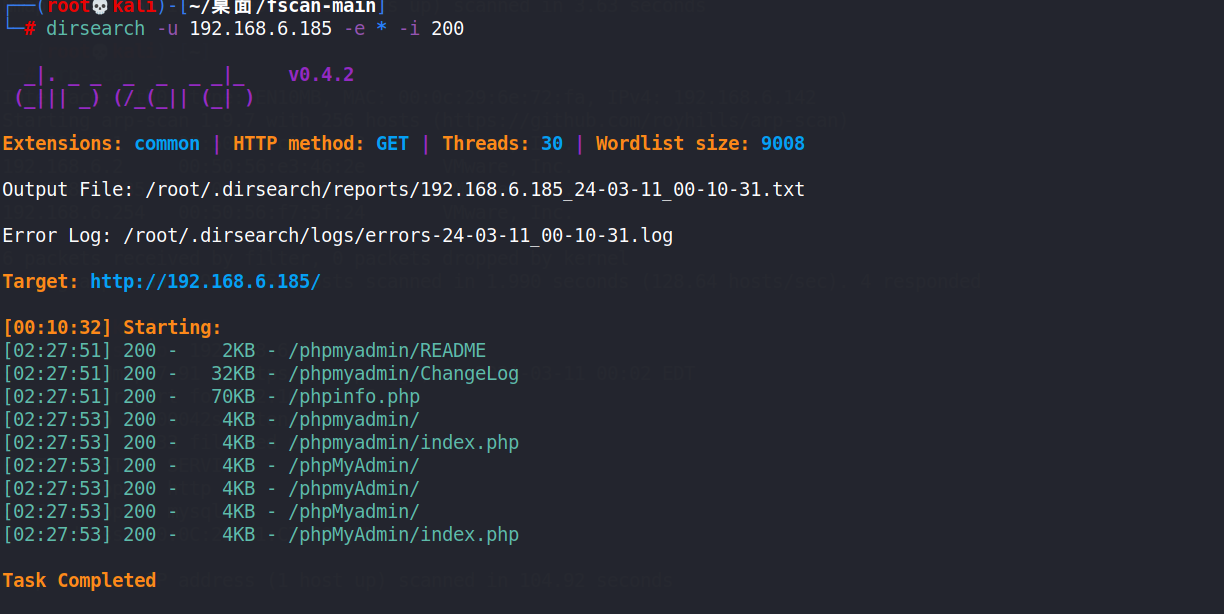 ┌──(root💀kali)-[~/桌面/fscan-main]
└─# dirsearch -u 192.168.6.185 -e * -i 200
_|. _ _  _  _  _ _|_    v0.4.2
(_||| _) (/_(_|| (_| )
Extensions: common | HTTP method: GET | Threads: 30 | Wordlist size: 9008
Output File: /root/.dirsearch/reports/192.168.6.185_24-03-11_00-10-31.txt
Error Log: /root/.dirsearch/logs/errors-24-03-11_00-10-31.log
Target: http://192.168.6.185/
[00:10:32] Starting:
[02:27:51] 200 -    2KB - /phpmyadmin/README
[02:27:51] 200 -   32KB - /phpmyadmin/ChangeLog
[02:27:51] 200 -   70KB - /phpinfo.php
[02:27:53] 200 -    4KB - /phpmyadmin/
[02:27:53] 200 -    4KB - /phpmyadmin/index.php
[02:27:53] 200 -    4KB - /phpMyAdmin/
[02:27:53] 200 -    4KB - /phpmyAdmin/
[02:27:53] 200 -    4KB - /phpMyadmin/
[02:27:53] 200 -    4KB - /phpMyAdmin/index.php
Task Completed